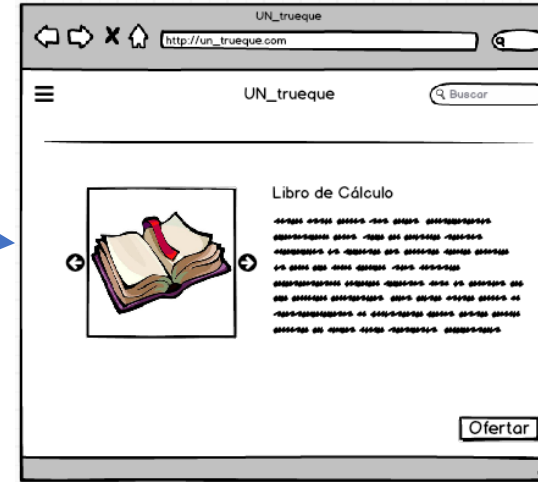 UN_trueque
http://un_trueque.com
UN_trueque
Buscar
Libro de Cálculo
Ofertar